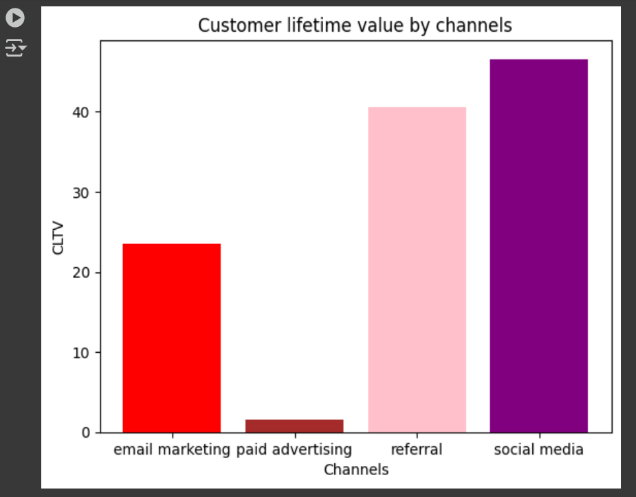 Customer lifetime value by channels
40
30
20
10
0
CLTV
email marketing paid advertising referral social media
Channels